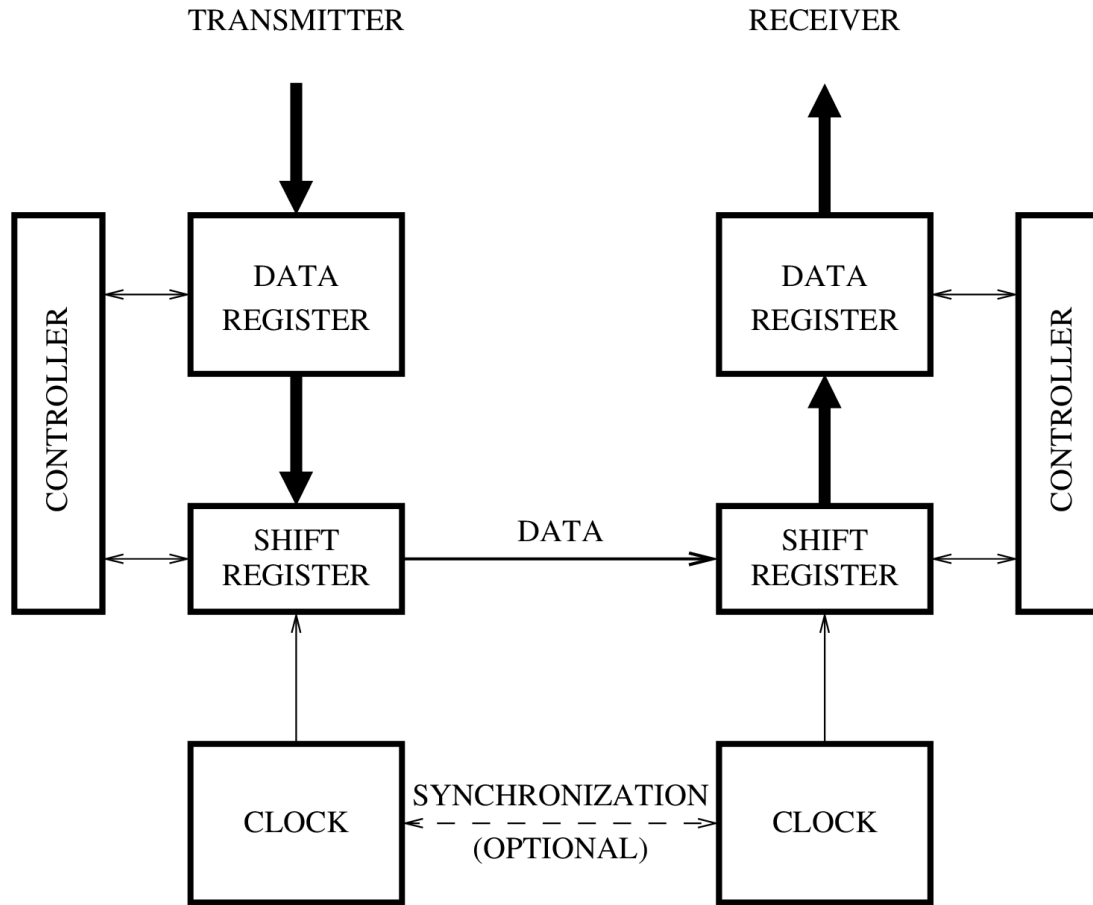 TRANSMITTER
RECEIVER
DATA
REGISTER
DATA
REGISTER
CONTROLLER
CONTROLLER
SHIFT
REGISTER
DATA
SHIFT
REGISTER
CLOCK
SYNCHRONIZATION
(OPTIONAL)
CLOCK